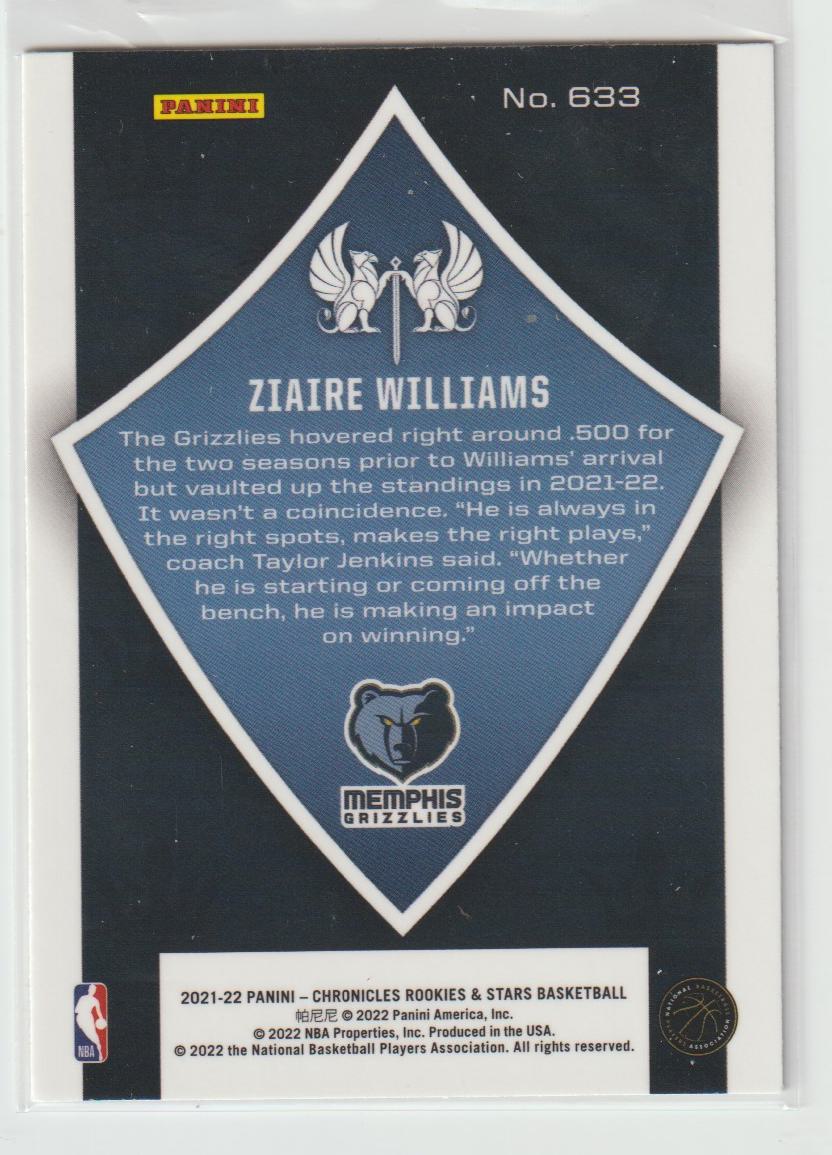 PANINI
No. 633
ZIAIRE WILLIAMS
The Grizzlies hovered right around .500 for
the two seasons prior to Williams’ arrival
but vaulted up the standings in 2021-22.
It wasn’t a coincidence. “He is always in
the right spots, makes the right plays,”
coach Taylor Jenkins said. “Whether
he is starting or coming off the
bench, he is making an impact
on winning.”
MEMPHIS
GRIZZLIES
2021-22 PANINI – CHRONICLES ROOKIES & STARS BASKETBALL
帕尼尼 © 2022 Panini America, Inc.
© 2022 NBA Properties, Inc. Produced in the USA.
© 2022 the National Basketball Players Association. All rights reserved.
NBA
NATIONAL BASKETBALL
PLAYERS ASSOCIATION